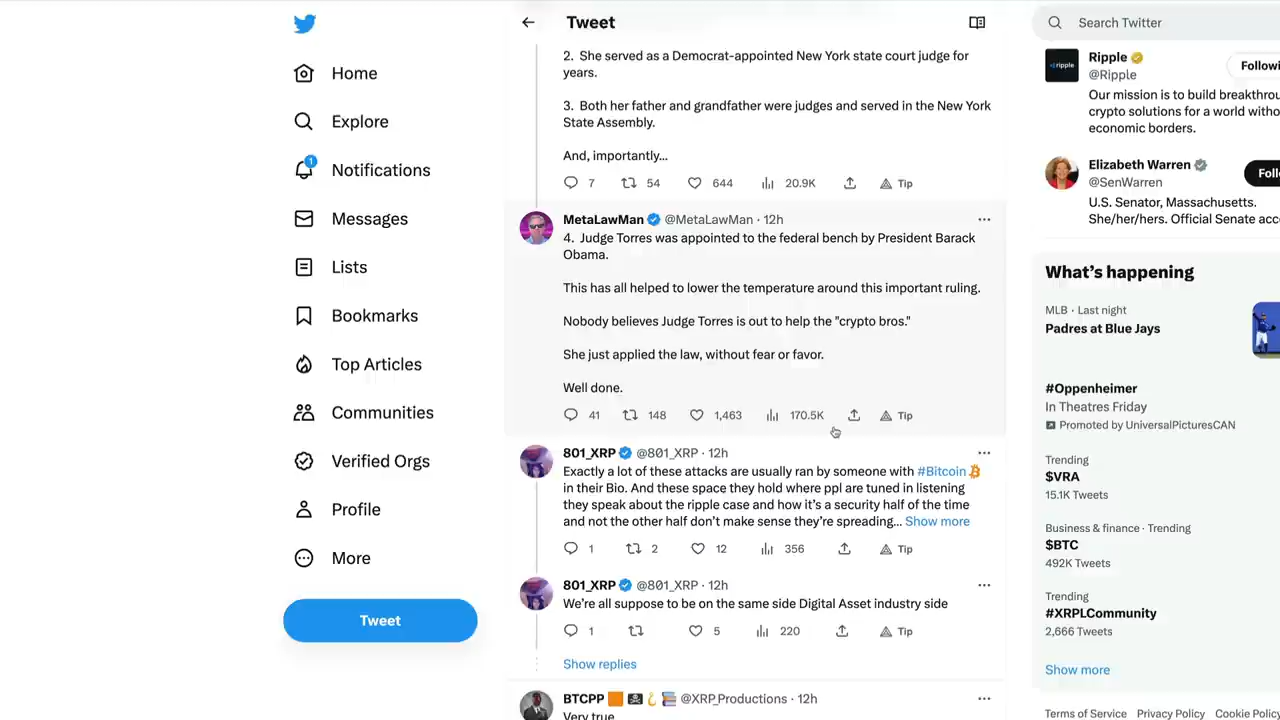 Home
Explore
1
Notifications
Messages
Lists
Bookmarks
Top Articles
Communities
Verified Orgs
Profile
More
Tweet
Tweet
2. She served as a Democrat-appointed New York state court judge for
years.
3. Both her father and grandfather were judges and served in the New York
State Assembly.
And, importantly...
7 54 644 20.9K Tip
MetaLawMan @MetaLawMan · 12h
4. Judge Torres was appointed to the federal bench by President Barack
Obama.
This has all helped to lower the temperature around this important ruling.
Nobody believes Judge Torres is out to help the "crypto bros."
She just applied the law, without fear or favor.
Well done.
41 148 1,463 170.5K Tip
801_XRP @801_XRP · 12h
Exactly a lot of these attacks are usually ran by someone with #Bitcoin
in their Bio. And these space they hold where ppl are tuned in listening
they speak about the ripple case and how it's a security half of the time
and not the other half don't make sense they're spreading... Show more
1 2 12 356 Tip
801_XRP @801_XRP · 12h
We're all suppose to be on the same side Digital Asset industry side
1 5 220 Tip
Show replies
BTCPP @XRP_Productions · 12h
Very true
Search Twitter
ripple
Ripple
@Ripple
Followi
Our mission is to build breakthrou
crypto solutions for a world witho
economic borders.
Elizabeth Warren
@SenWarren
Foll
U.S. Senator, Massachusetts.
She/her/hers. Official Senate acc
What's happening
MLB · Last night
Padres at Blue Jays
#Oppenheimer
In Theatres Friday
Promoted by UniversalPicturesCAN
Trending
$VRA
15.1K Tweets
Business & finance · Trending
$BTC
492K Tweets
Trending
#XRPLCommunity
2,666 Tweets
Show more
Terms of Service Privacy Policy Cookie Policy